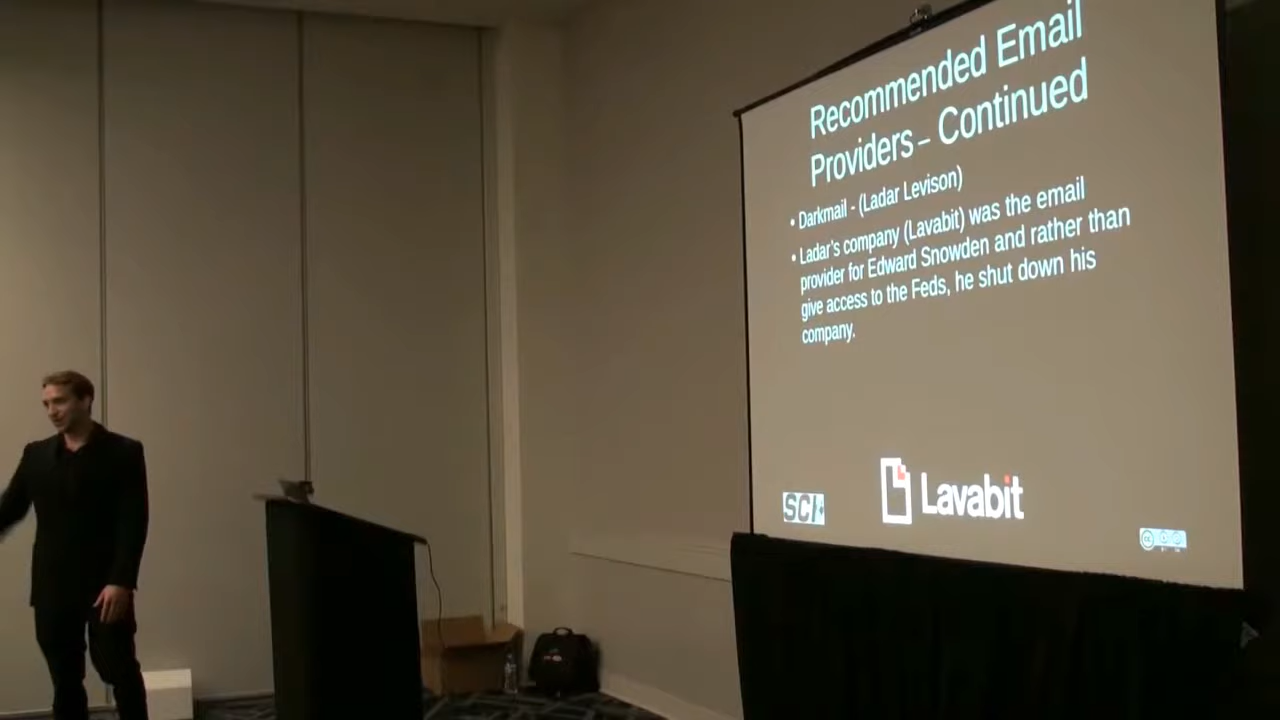 Recommended Email
Providers – Continued
• Darkmail - (Ladar Levison)
• Ladar's company (Lavabit) was the email
provider for Edward Snowden and rather than
give access to the Feds, he shut down his
company.
Lavabit